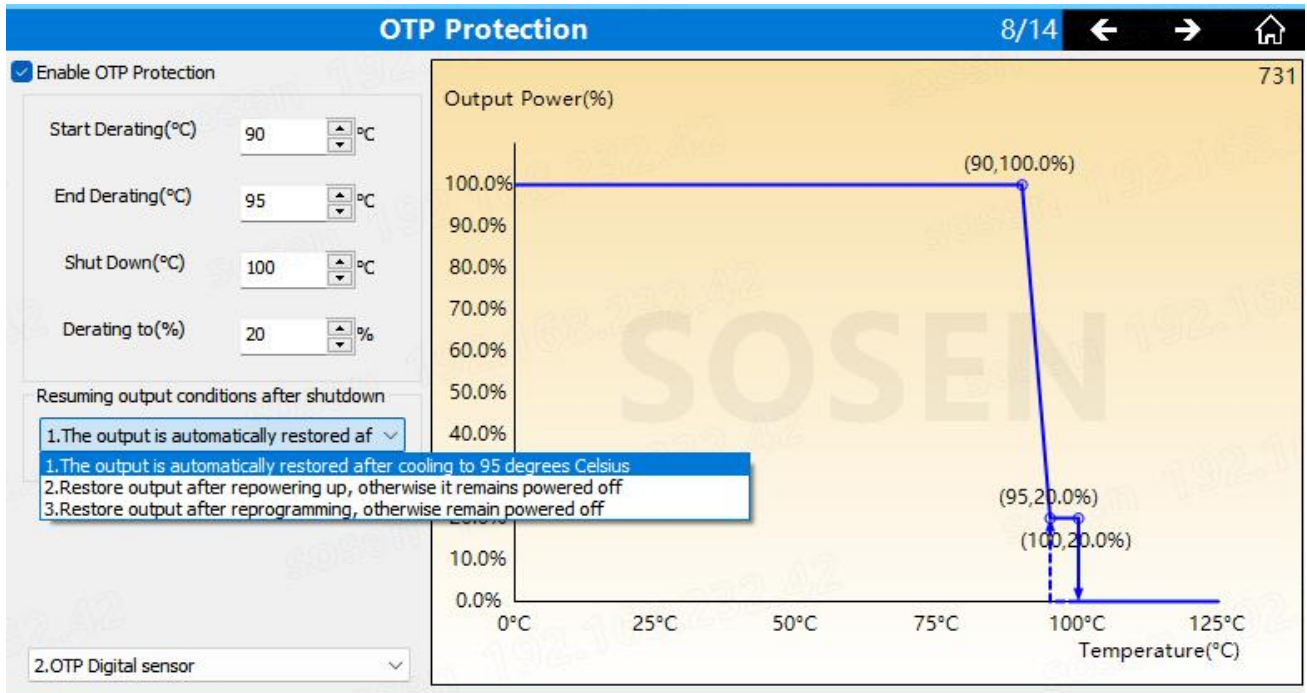 OTP Protection
8/14
Enable OTP Protection
Start Derating(°C)
90
°C
End Derating(°C)
95
°C
Shut Down(°C)
100
°C
Derating to(%)
20
%
Resuming output conditions after shutdown
1.The output is automatically restored af
1.The output is automatically restored after cooling to 95 degrees Celsius
2.Restore output after repowering up, otherwise it remains powered off
3.Restore output after reprogramming, otherwise remain powered off
2.OTP Digital sensor
731
Output Power(%)
(90,100.0%)
100.0%
90.0%
80.0%
70.0%
60.0%
50.0%
40.0%
(95,20.0%)
(100,20.0%)
10.0%
0.0%
0°C
25°C
50°C
75°C
100°C
125°C
Temperature(°C)
SOSEN